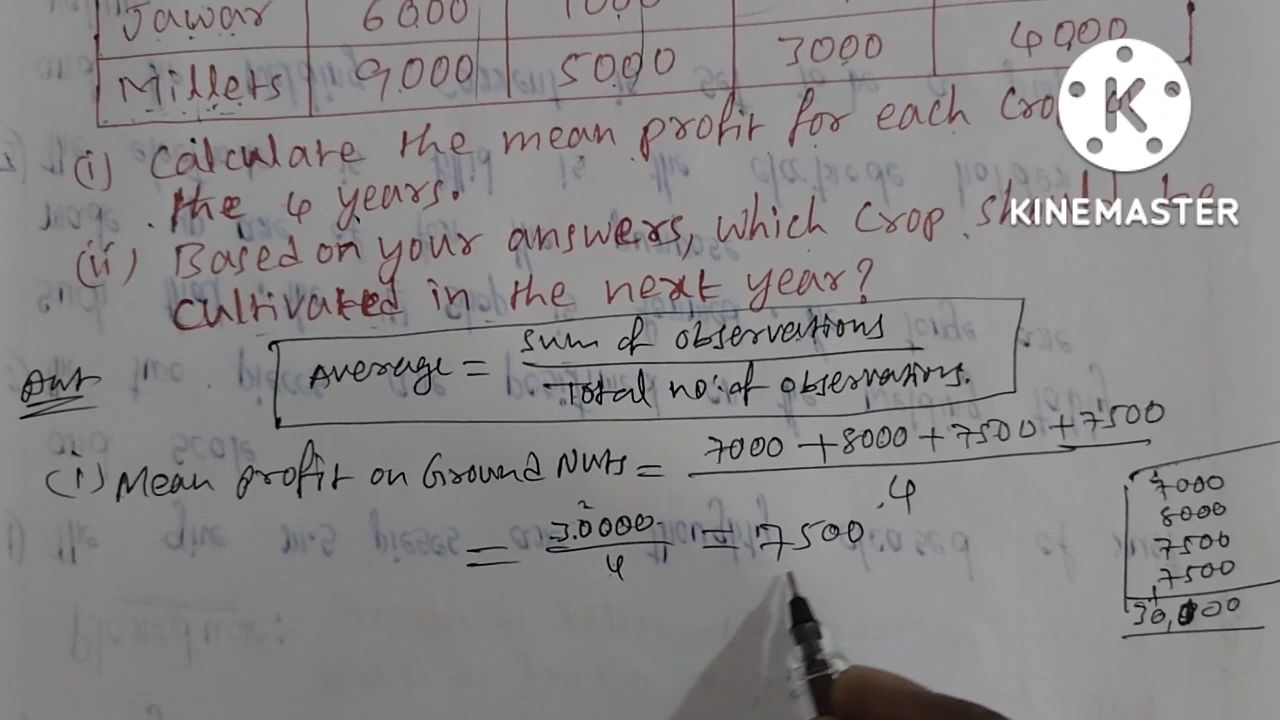 Jawar 6000
Millets 9000 5000 3000 4000
(i) Calculate the mean profit for each
the 4 years.
(ii) Based on your answers, which crop should be
cultivated in the next year?
Ans
Average = sum of observations
Total no: of observations.
(i) Mean profit on Ground Nuts = 7000 + 8000 + 7500 + 7500
4
= 30000 = 7500
4
7000
8000
7500
7500
30,000
K
KINEMASTER